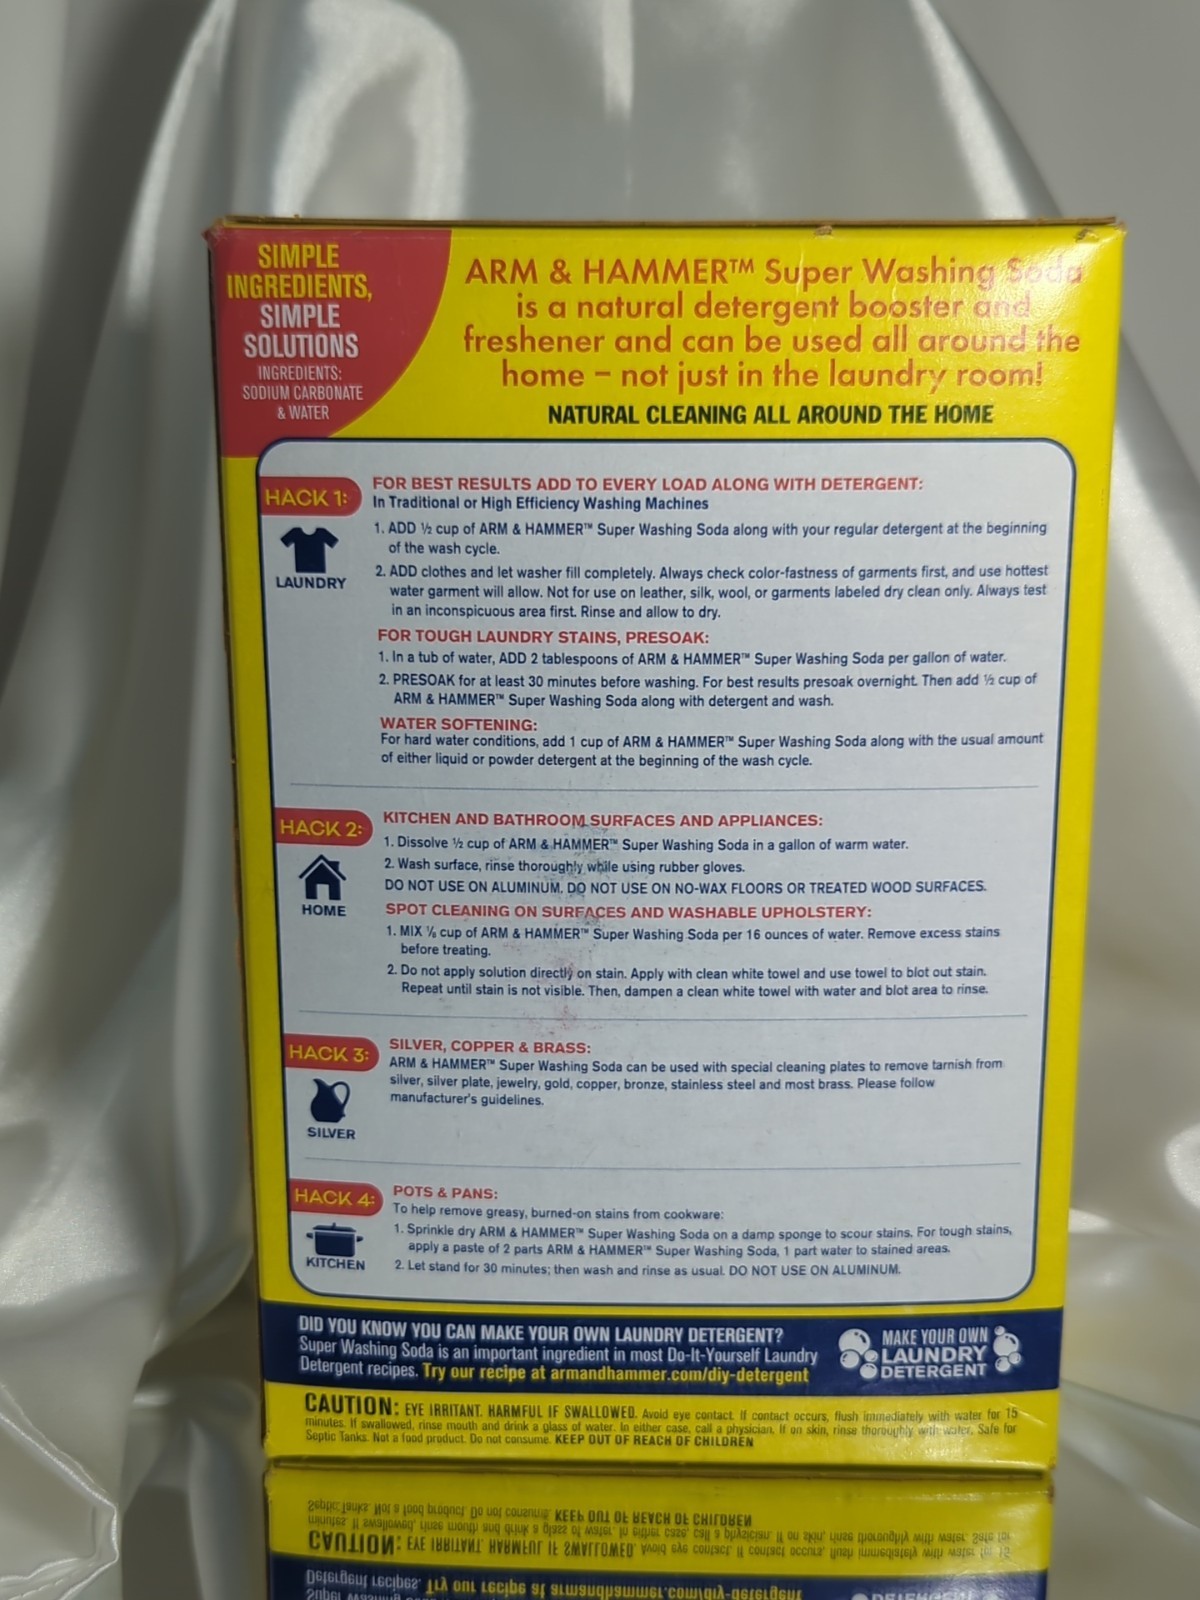 SIMPLE
INGREDIENTS,
SIMPLE
SOLUTIONS
INGREDIENTS:
SODIUM CARBONATE
& WATER
ARM & HAMMER™ Super Washing Soda
is a natural detergent booster and
freshener and can be used all around the
home – not just in the laundry room!
NATURAL CLEANING ALL AROUND THE HOME
HACK 1:
LAUNDRY
FOR BEST RESULTS ADD TO EVERY LOAD ALONG WITH DETERGENT:
In Traditional or High Efficiency Washing Machines
1. ADD ½ cup of ARM & HAMMER™ Super Washing Soda along with your regular detergent at the beginning
of the wash cycle.
2. ADD clothes and let washer fill completely. Always check color-fastness of garments first, and use hottest
water garment will allow. Not for use on leather, silk, wool, or garments labeled dry clean only. Always test
in an inconspicuous area first. Rinse and allow to dry.
FOR TOUGH LAUNDRY STAINS, PRESOAK:
1. In a tub of water, ADD 2 tablespoons of ARM & HAMMER™ Super Washing Soda per gallon of water.
2. PRESOAK for at least 30 minutes before washing. For best results presoak overnight. Then add ½ cup of
ARM & HAMMER™ Super Washing Soda along with detergent and wash.
WATER SOFTENING:
For hard water conditions, add 1 cup of ARM & HAMMER™ Super Washing Soda along with the usual amount
of either liquid or powder detergent at the beginning of the wash cycle.
HACK 2:
HOME
KITCHEN AND BATHROOM SURFACES AND APPLIANCES:
1. Dissolve ½ cup of ARM & HAMMER™ Super Washing Soda in a gallon of warm water.
2. Wash surface, rinse thoroughly while using rubber gloves.
DO NOT USE ON ALUMINUM, DO NOT USE ON NO-WAX FLOORS OR TREATED WOOD SURFACES.
SPOT CLEANING ON SURFACES AND WASHABLE UPHOLSTERY:
1. MIX cup of ARM & HAMMER™ Super Washing Soda per 16 ounces of water. Remove excess stains
before treating.
2. Do not apply solution directly on stain. Apply with clean white towel and use towel to blot out stain.
Repeat until stain is not visible. Then, dampen a clean white towel with water and blot area to rinse.
HACK 3:
SILVER
SILVER, COPPER & BRASS:
ARM & HAMMER™ Super Washing Soda can be used with special cleaning plates to remove tarnish from
silver, silver plate, jewelry, gold, copper, bronze, stainless steel and most brass. Please follow
manufacturer's guidelines.
HACK 4:
KITCHEN
POTS & PANS:
To help remove greasy, burned-on stains from cookware:
1. Sprinkle dry ARM & HAMMER™ Super Washing Soda on a damp sponge to scour stains. For tough stains,
apply a paste of 2 parts ARM & HAMMER™ Super Washing Soda, 1 part water to stained areas.
2. Let stand for 30 minutes; then wash and rinse as usual. DO NOT USE ON ALUMINUM.
DID YOU KNOW YOU CAN MAKE YOUR OWN LAUNDRY DETERGENT?
Super Washing Soda is an important ingredient in most Do-It-Yourself Laundry
Detergent recipes. Try our recipe at armandhammer.com/diy-detergent
MAKE YOUR OWN
LAUNDRY
DETERGENT
CAUTION: EYE IRRITANT. HARMFUL IF SWALLOWED. Avoid eye contact. If contact occurs, flush immediately with water for 15
minutes. If swallowed, rinse mouth and drink a glass of water. In either case, call a physician. If on skin, rinse thoroughly with water. Safe for
Septic Tanks. Not a food product. Do not consume. KEEP OUT OF REACH OF CHILDREN